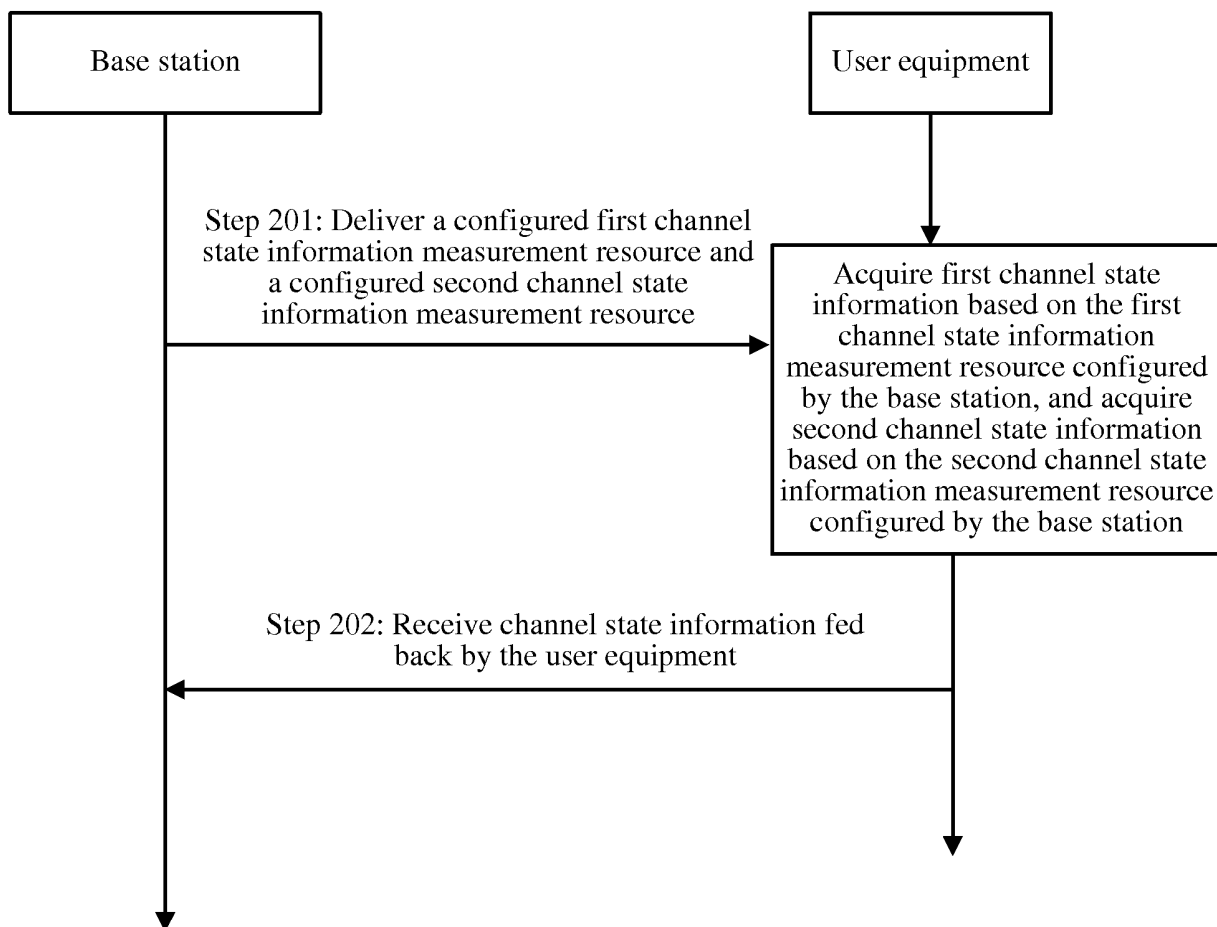 Base station
User equipment
Step 201: Deliver a configured first channel
state information measurement resource and
a configured second channel state
information measurement resource
Acquire first channel state
information based on the first
channel state information
measurement resource configured
by the base station, and acquire
second channel state information
based on the second channel state
information measurement resource
configured by the base station
Step 202: Receive channel state information fed
back by the user equipment